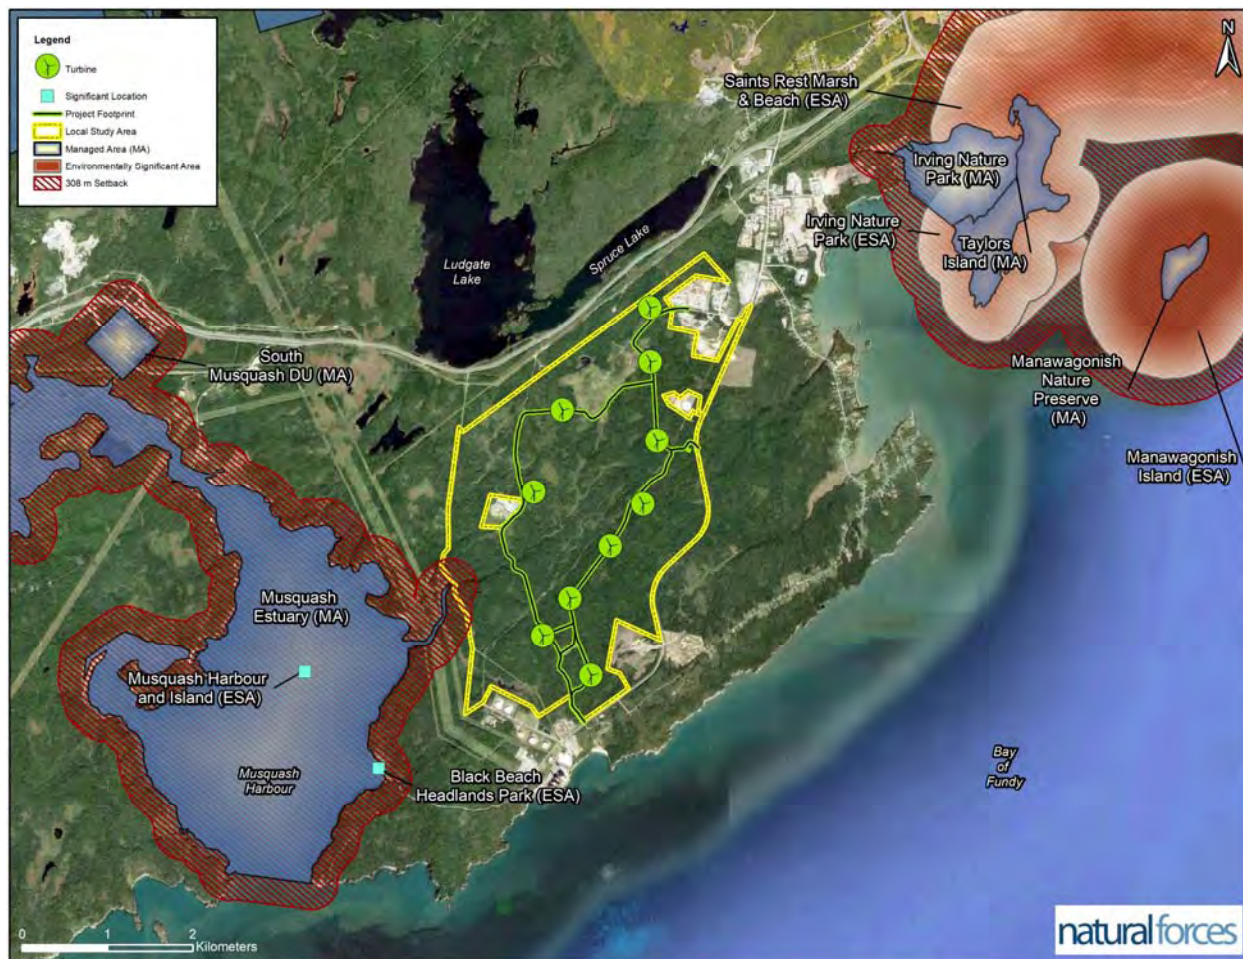 Legend
Turbine
Significant Location
Project Footprint
Local Study Area
Managed Area (MA)
Environmentally Significant Area
308 m Setback
N
Saints Rest Marsh
& Beach (ESA)
Irving Nature
Park (MA)
Irving Nature
Park (ESA)
Taylors
Island (MA)
Spruce Lake
Ludgate
Lake
South
Musquash DU (MA)
Manawagonish
Nature
Preserve
(MA)
Manawagonish
Island (ESA)
Musquash
Estuary (MA)
Musquash Harbour
and Island (ESA)
Musquash
Harbour
Black Beach
Headlands Park (ESA)
Bay
of
Fundy
0 1 2
Kilometers
naturalforces